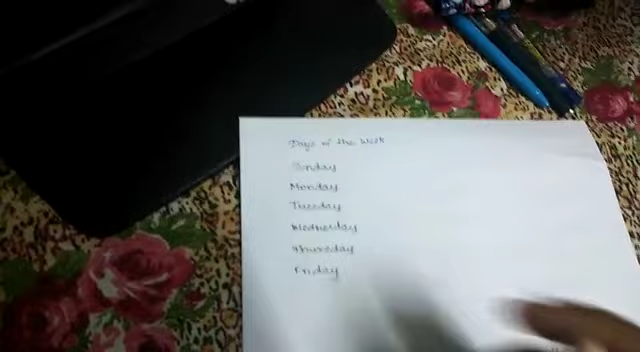 Days of the Week
Sunday
Monday
Tuesday
Wednesday
Thursday
Friday